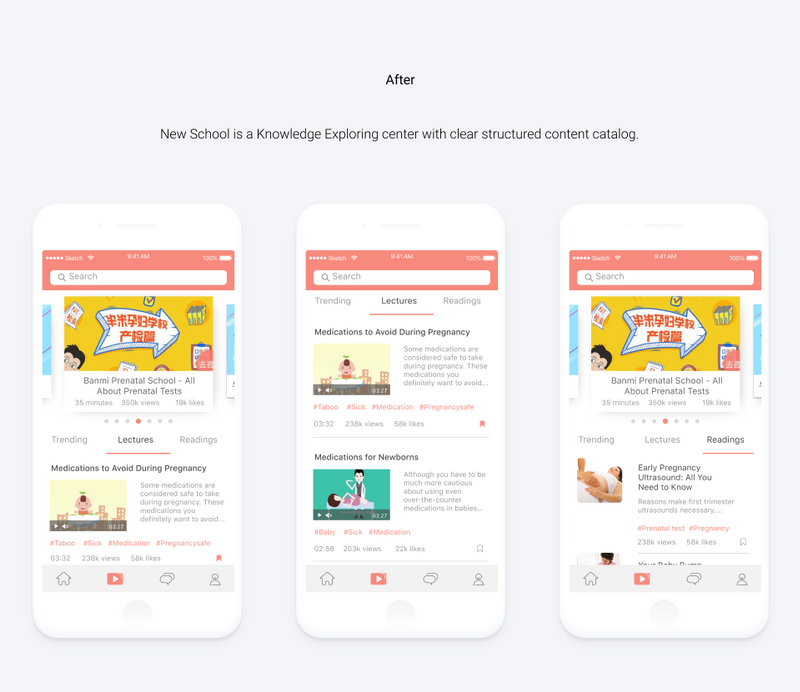 After
New School is a Knowledge Exploring center with clear structured content catalog.
Sketch
9:41 AM
100%
Search
半米孕妇学校
产检篇
Banmi Prenatal School - All
About Prenatal Tests
35 minutes 350k views 19k likes
Trending Lectures Readings
Medications to Avoid During Pregnancy
Some medications are
considered safe to take
during pregnancy. These
medications you
definitely want to avoid...
03:27
#Taboo #Sick #Medication #Pregnancysafe
03:32 238k views 58k likes
Sketch
9:41 AM
100%
Search
Trending Lectures Readings
Medications to Avoid During Pregnancy
Some medications are
considered safe to take
during pregnancy. These
medications you
definitely want to avoid...
03:27
#Taboo #Sick #Medication #Pregnancysafe
03:32 238k views 58k likes
Medications for Newborns
Although you have to be
much more cautious
about using even
over-the-counter
medications in babies...
03:27
#Baby #Sick #Medication
02:56 203k views 22k likes
Sketch
9:41 AM
100%
Search
半米孕妇学校
产检篇
Banmi Prenatal School - All
About Prenatal Tests
35 minutes 350k views 19k likes
Trending Lectures Readings
Early Pregnancy
Ultrasound: All You
Need to Know
Reasons make first trimester
ultrasounds necessary....
#Prenatal test #Pregnancy
238k views 58k likes
Your Baby Bump